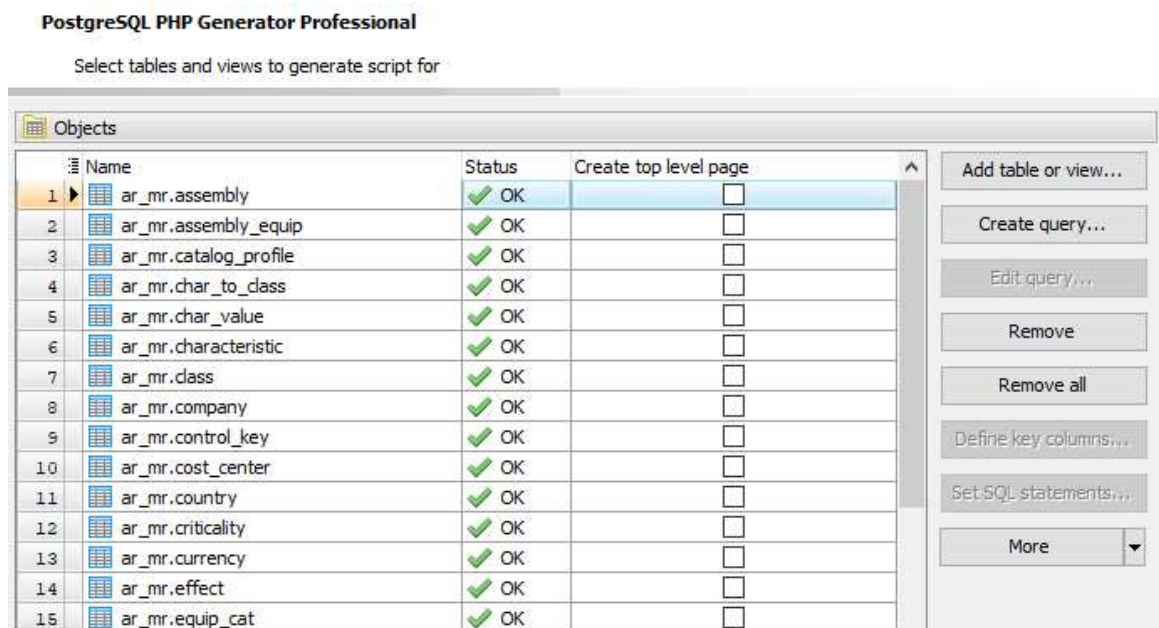 PostgreSQL PHP Generator Professional
Select tables and views to generate script for
Objects
Name Status Create top level page
1 ar_mr.assembly OK
2 ar_mr.assembly_equip OK
3 ar_mr.catalog_profile OK
4 ar_mr.char_to_class OK
5 ar_mr.char_value OK
6 ar_mr.characteristic OK
7 ar_mr.class OK
8 ar_mr.company OK
9 ar_mr.control_key OK
10 ar_mr.cost_center OK
11 ar_mr.country OK
12 ar_mr.criticality OK
13 ar_mr.currency OK
14 ar_mr.effect OK
15 ar_mr.equip_cat OK
Add table or view...
Create query...
Edit query...
Remove
Remove all
Define key columns...
Set SQL statements...
More